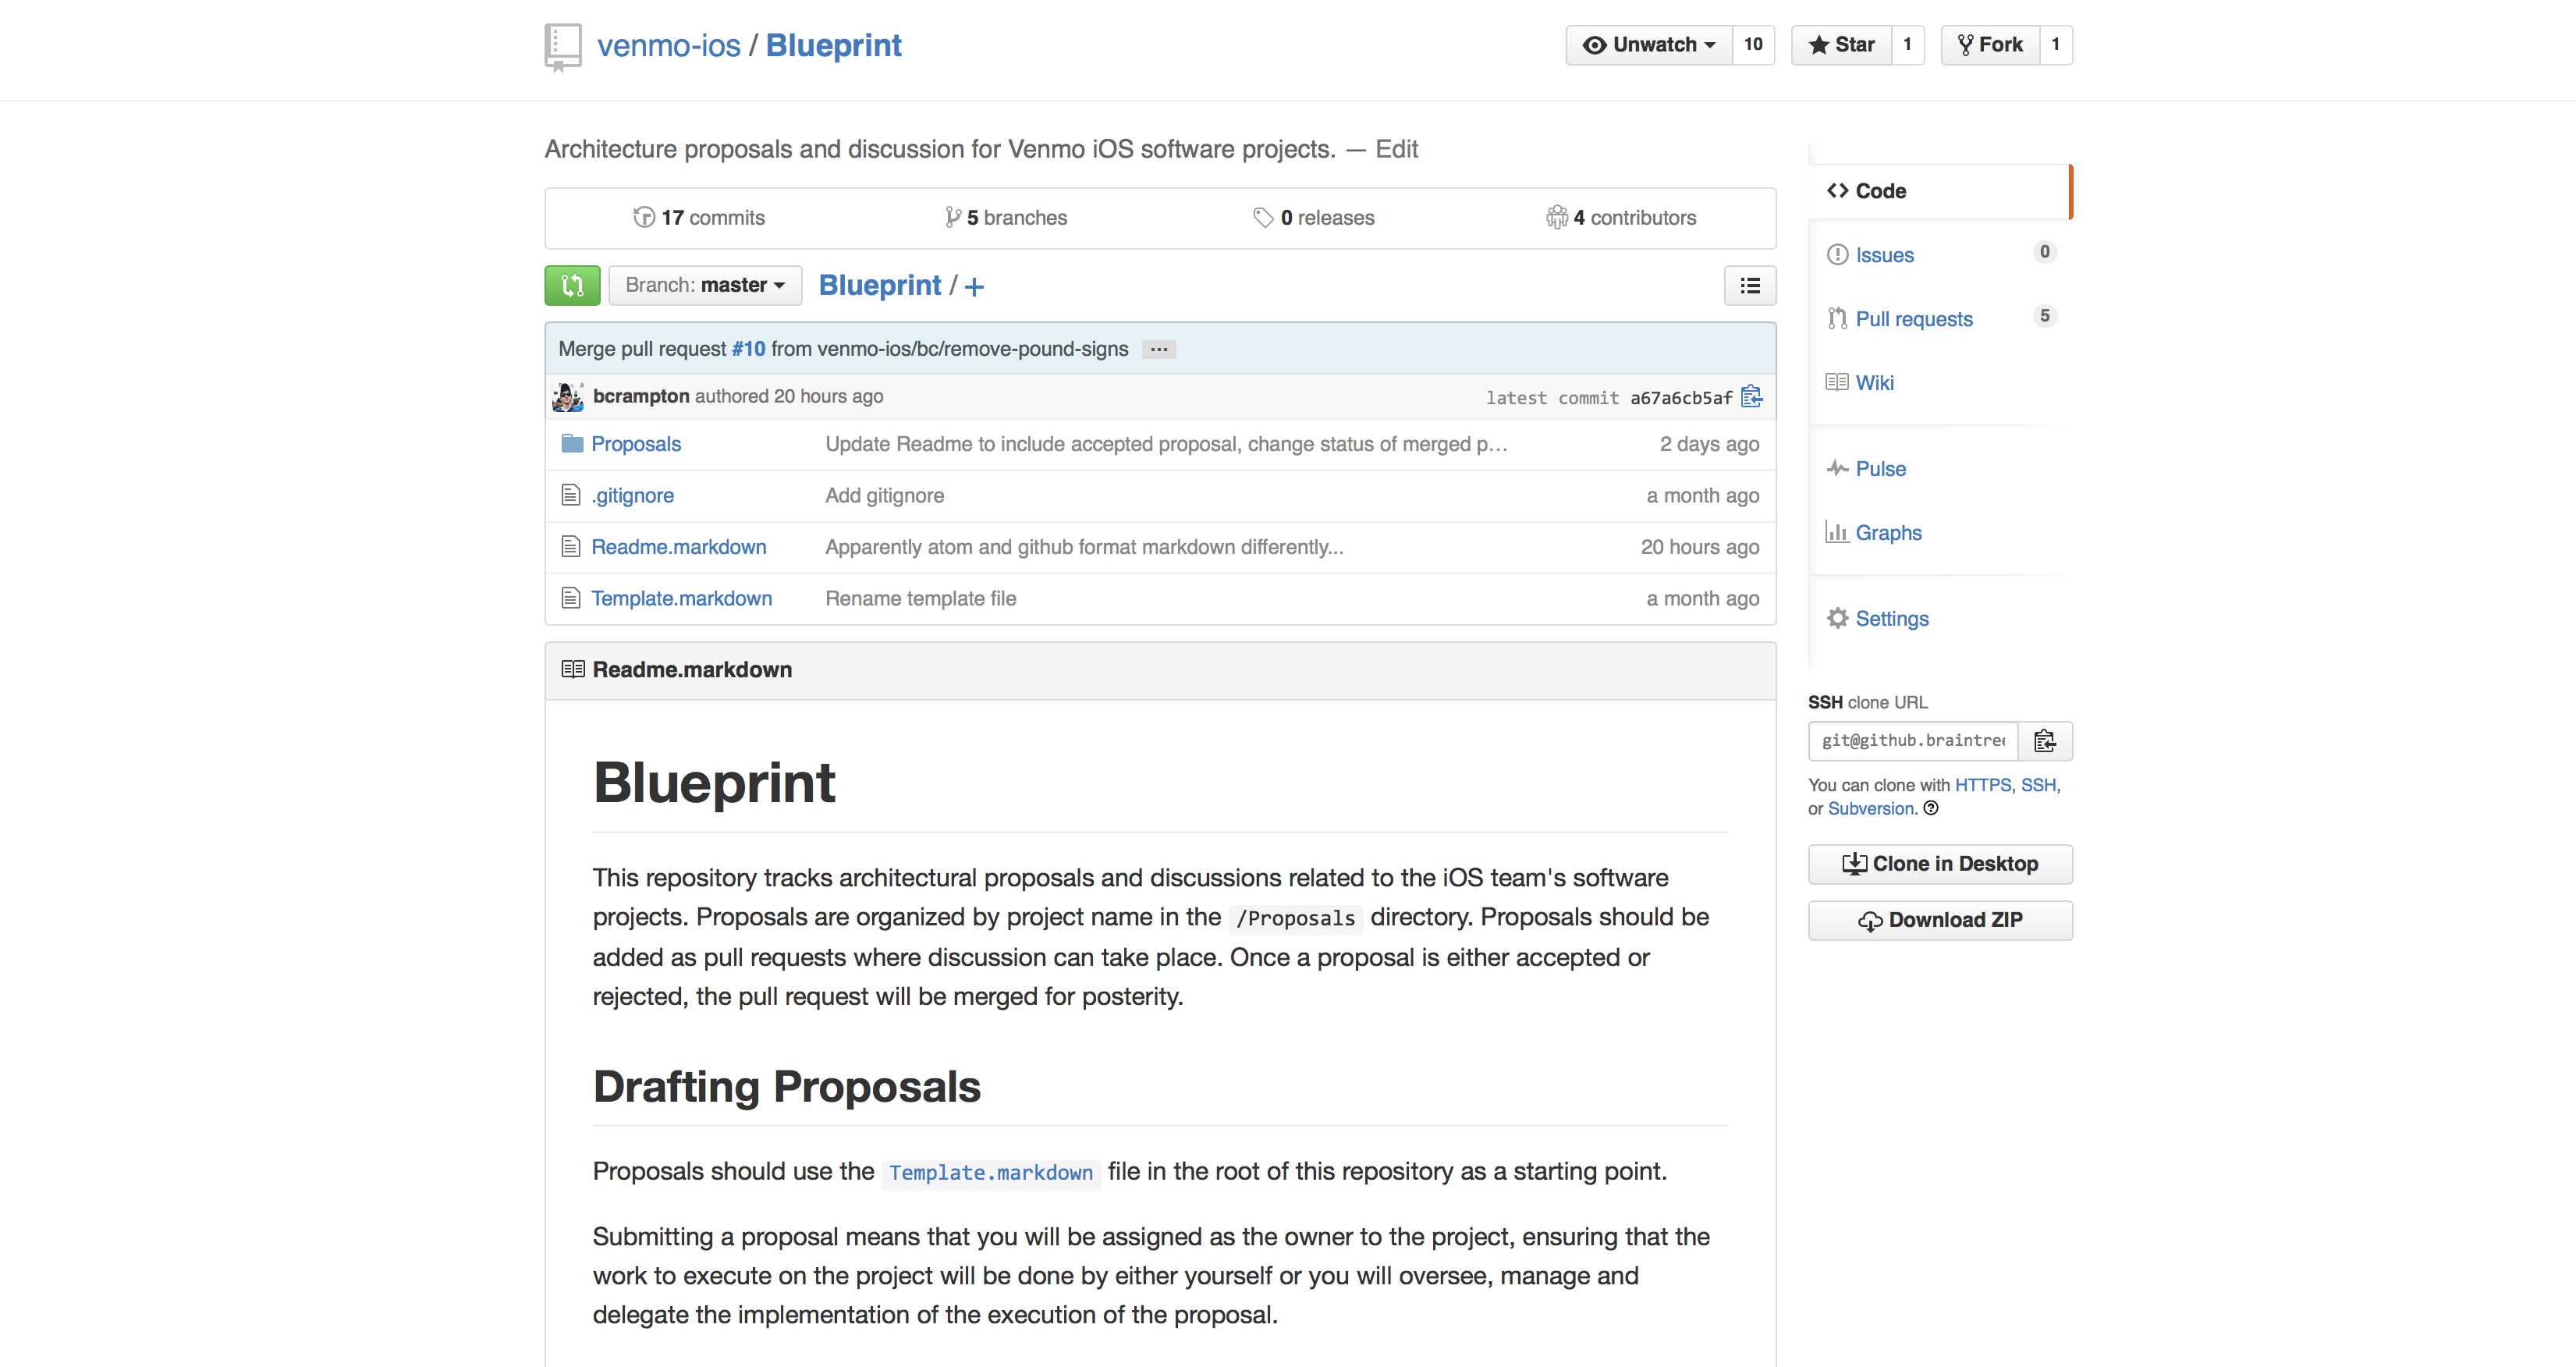 venmo-ios / Blueprint
Unwatch 10 Star 1 Fork 1
Architecture proposals and discussion for Venmo iOS software projects. — Edit
17 commits 5 branches 0 releases 4 contributors
Branch: master Blueprint / +
Merge pull request #10 from venmo-ios/bc/remove-pound-signs ...
bcrampton authored 20 hours ago latest commit a67a6cb5af
Proposals Update Readme to include accepted proposal, change status of merged p… 2 days ago
.gitignore Add gitignore a month ago
Readme.markdown Apparently atom and github format markdown differently... 20 hours ago
Template.markdown Rename template file a month ago
Readme.markdown
Blueprint
This repository tracks architectural proposals and discussions related to the iOS team's software
projects. Proposals are organized by project name in the /Proposals directory. Proposals should be
added as pull requests where discussion can take place. Once a proposal is either accepted or
rejected, the pull request will be merged for posterity.
Drafting Proposals
Proposals should use the Template.markdown file in the root of this repository as a starting point.
Submitting a proposal means that you will be assigned as the owner to the project, ensuring that the
work to execute on the project will be done by either yourself or you will oversee, manage and
delegate the implementation of the execution of the proposal.
Code
Issues 0
Pull requests 5
Wiki
Pulse
Graphs
Settings
SSH clone URL
git@github.braintre
You can clone with HTTPS, SSH,
or Subversion.
Clone in Desktop
Download ZIP